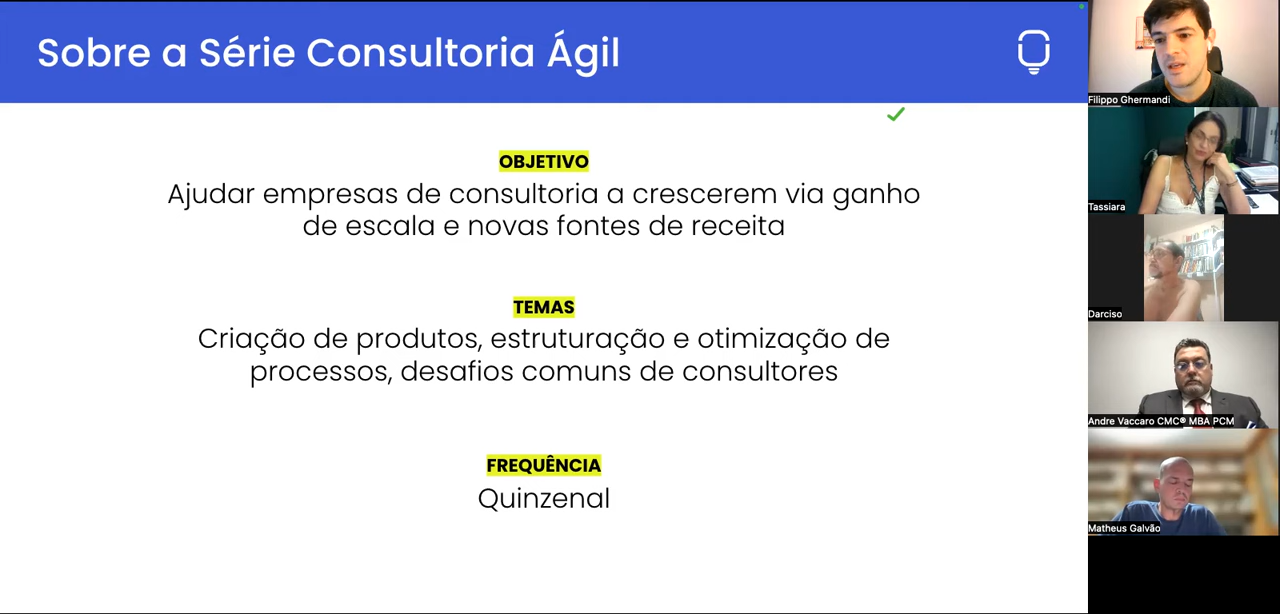 Sobre a Série Consultoria Ágil
OBJETIVO
Ajudar empresas de consultoria a crescerem via ganho
de escala e novas fontes de receita
TEMAS
Criação de produtos, estruturação e otimização de
processos, desafios comuns de consultores
FREQUÊNCIA
Quinzenal
Filippo Ghermandi
Tassiara
Darciso
Andre Vaccaro CMC® MBA PCM
Matheus Galvão